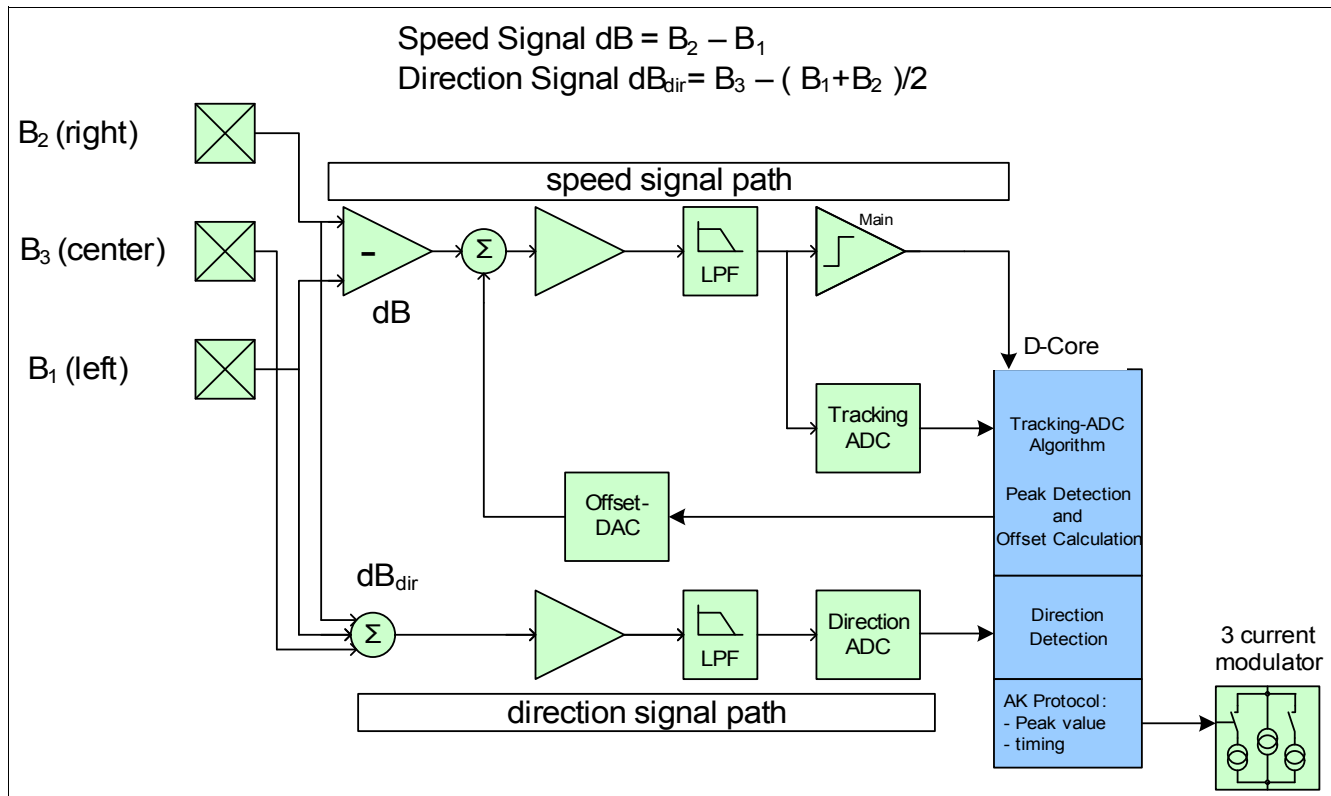 Speed Signal dB = B₂ – B₁
Direction Signal dB_dir= B₃ – ( B₁+B₂ )/2
B₂ (right)
speed signal path
B₃ (center)
-
Σ
LPF
Main
dB
B₁ (left)
D-Core
Tracking
ADC
Tracking-ADC
Algorithm
Offset-
DAC
Peak Detection
and
Offset Calculation
dB_dir
Σ
LPF
Direction
ADC
Direction
Detection
3 current
modulator
direction signal path
AK Protocol:
- Peak value
- timing